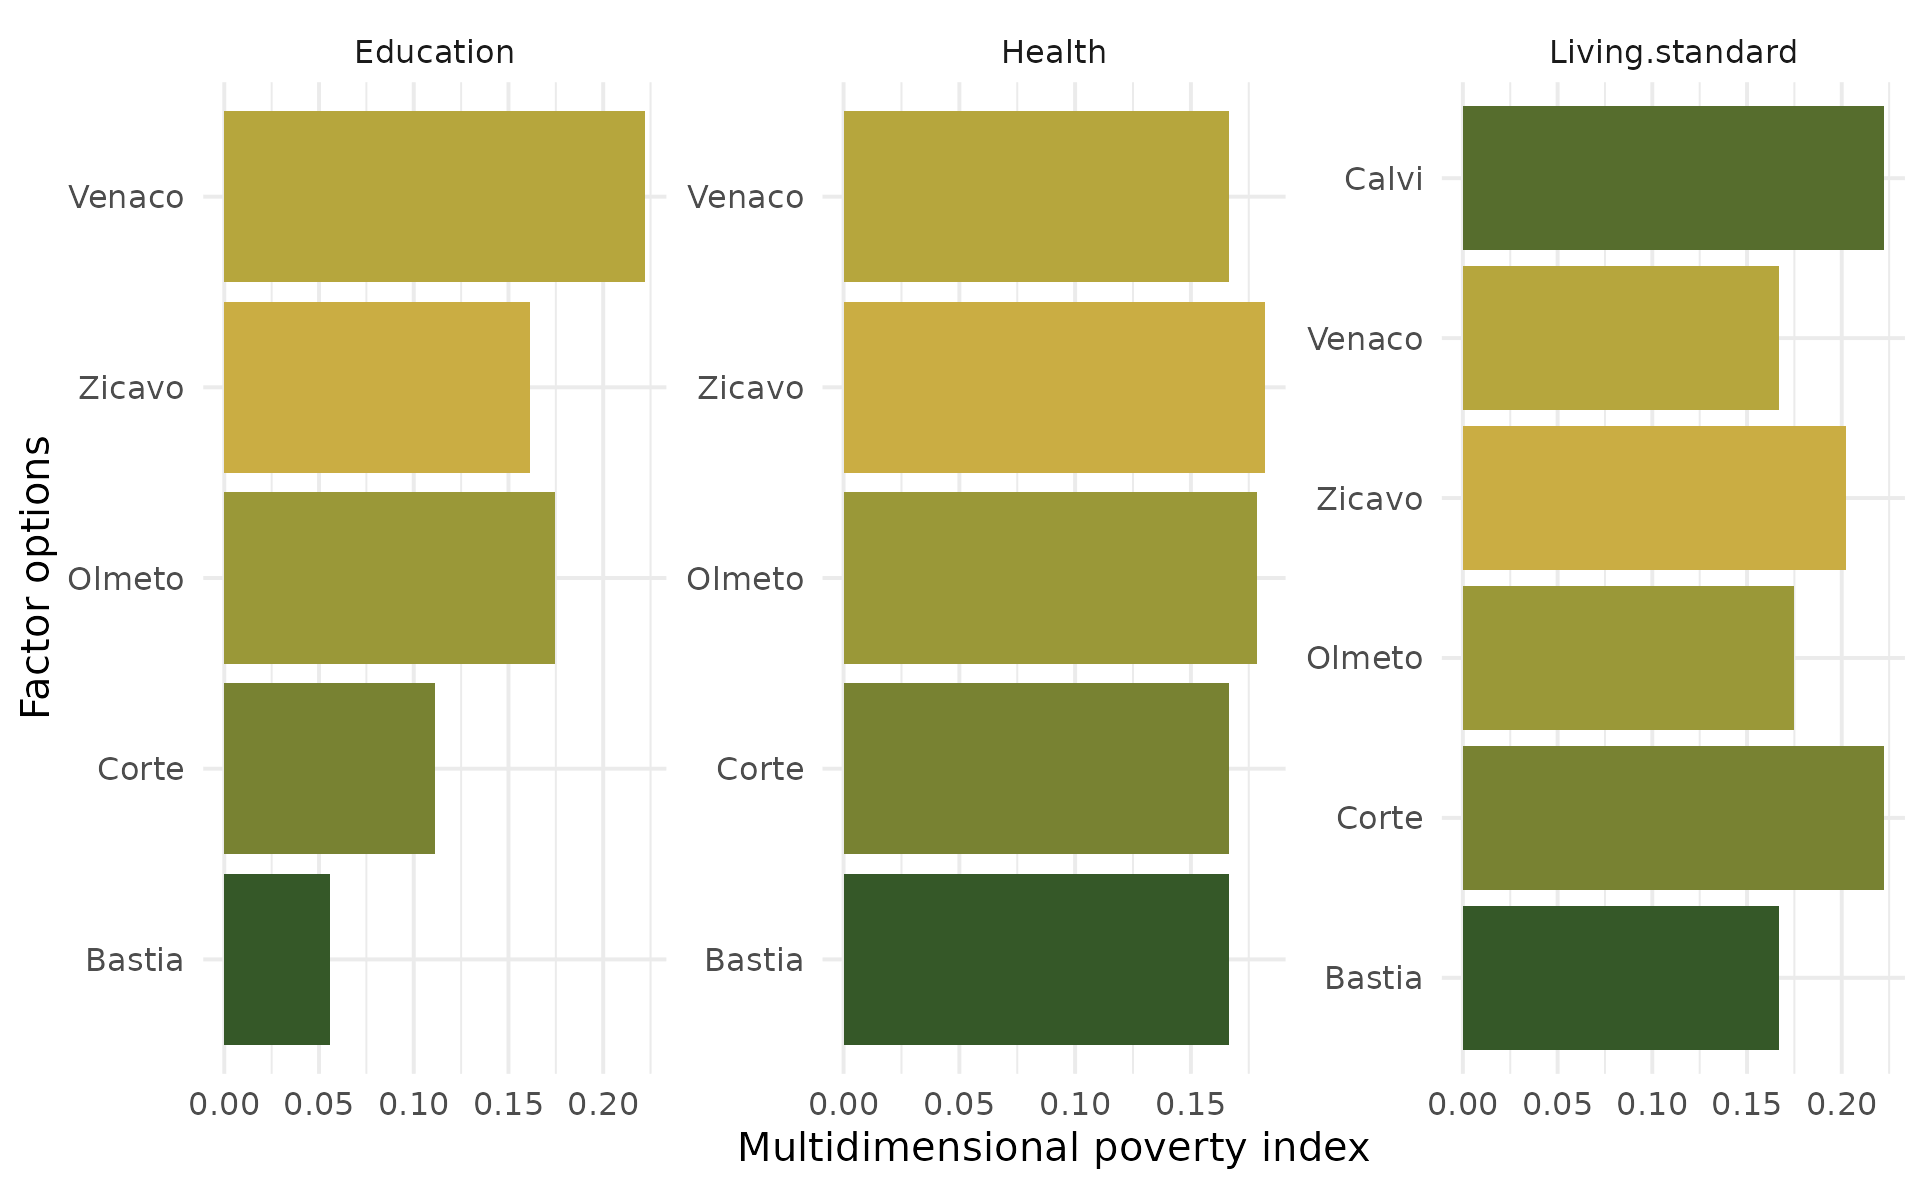 Education
Health
Living.standard
Factor options
Venaco
Zicavo
Olmeto
Corte
Bastia
0.00 0.05 0.10 0.15 0.20
Venaco
Zicavo
Olmeto
Corte
Bastia
0.00 0.05 0.10 0.15
Calvi
Venaco
Zicavo
Olmeto
Corte
Bastia
0.00 0.05 0.10 0.15 0.20
Multidimensional poverty index